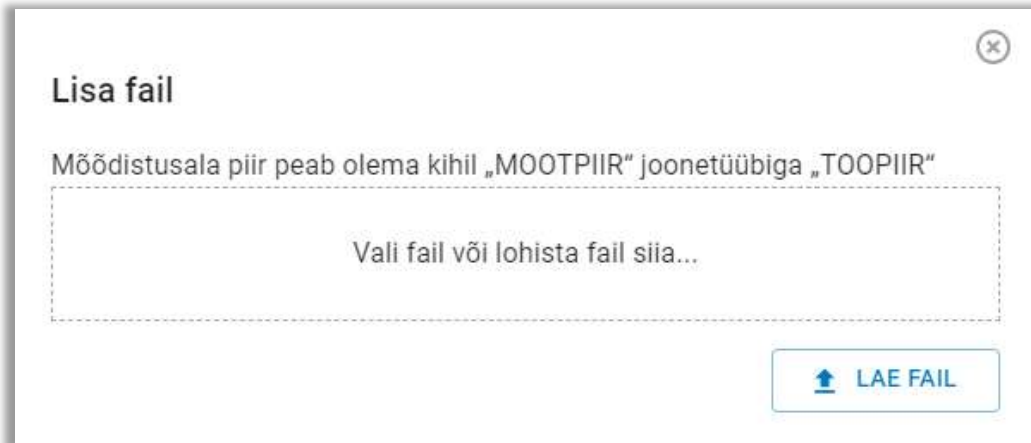 Lisa fail
Mõõdistusala piir peab olema kihil „MOOTPIIR“ joonetüübiga „TOOPIIR“
Vali fail või lohista fail siia...
LAE FAIL